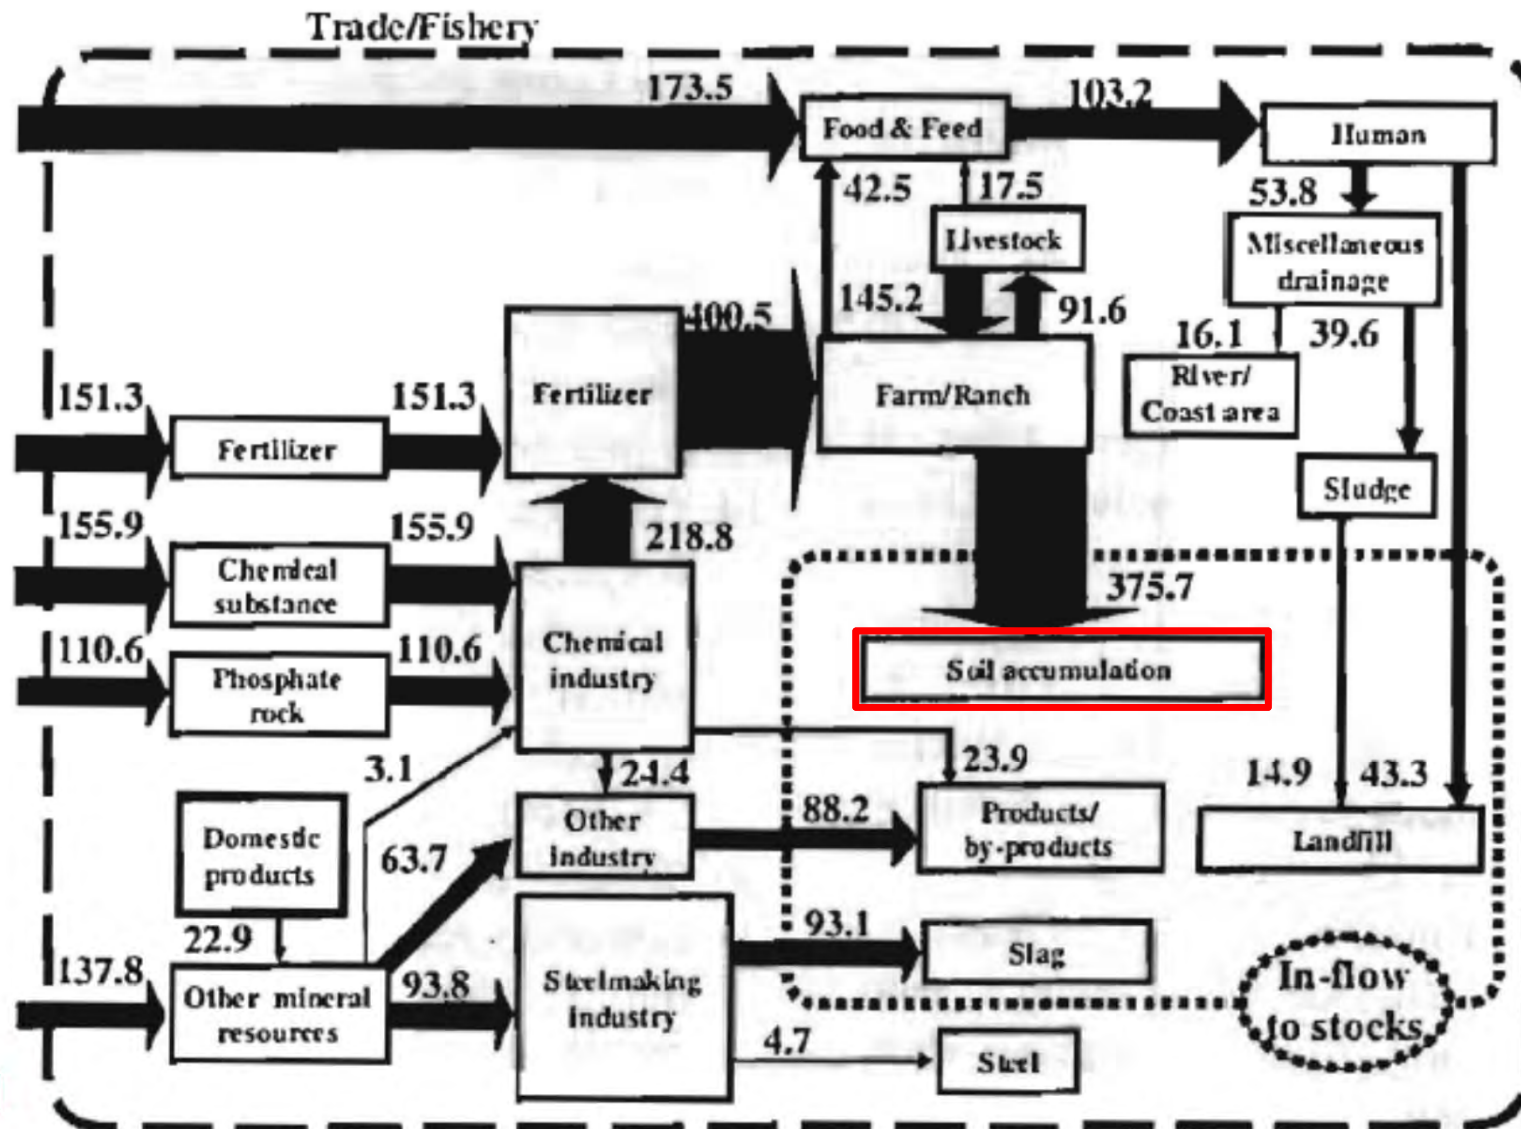 Trade/Fishery
173.5
103.2
Food & Feed
Human
42.5
17.5
53.8
Livestock
Miscellaneous
drainage
400.5
145.2
91.6
16.1
39.6
Fertilizer
Farm/Ranch
River/
Coast area
151.3
151.3
Fertilizer
Sludge
155.9
155.9
218.8
Chemical
substance
375.7
110.6
110.6
Chemical
industry
Soil accumulation
Phosphate
rock
3.1
24.4
23.9
14.9
43.3
Domestic
products
63.7
Other
industry
88.2
Products/
by-products
Landfill
22.9
93.1
137.8
Other mineral
resources
93.8
Steelmaking
industry
Slag
In-flow
to stocks
4.7
Steel